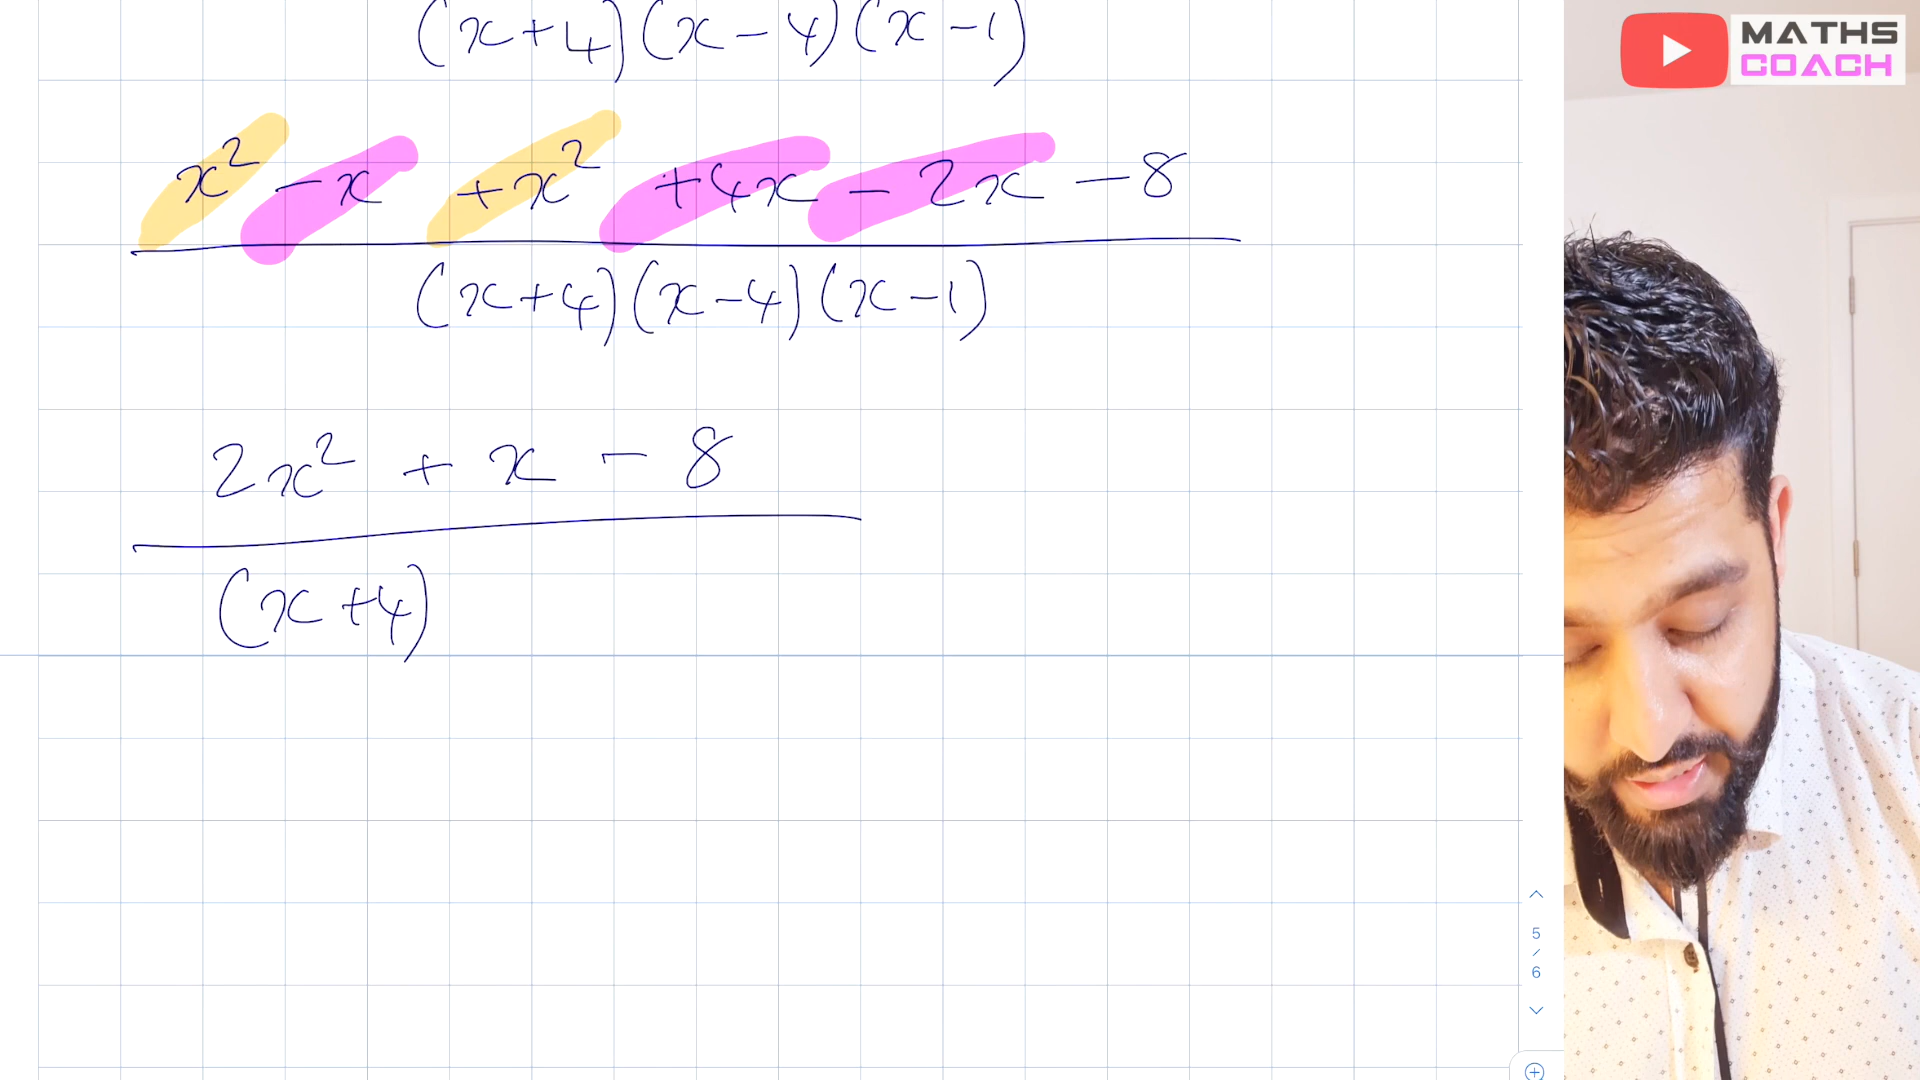 (x+4)(x-4)(x-1)
MATHS
COACH
x² -x +x² +4x -2x -8
(x+4)(x-4)(x-1)
2x² + x - 8
(x+4)
5
/
6